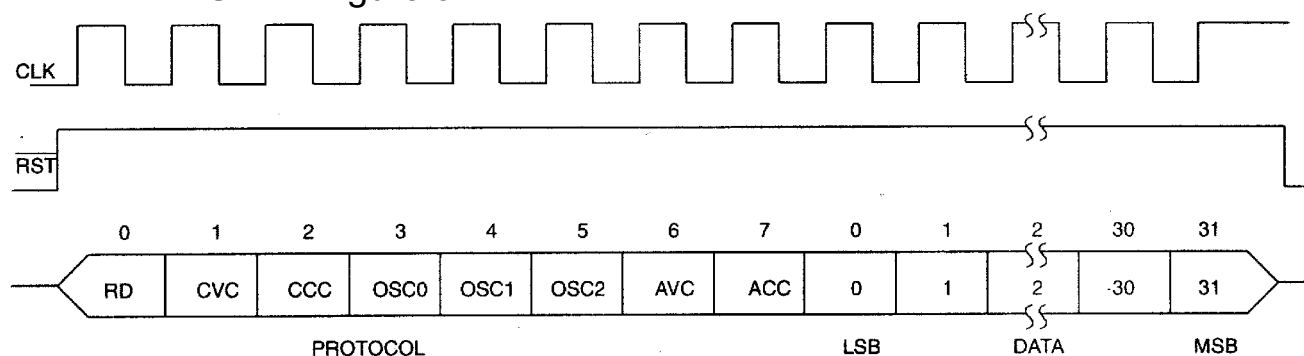 CLK
RST
0 1 2 3 4 5 6 7 0 1 2 30 31
RD CVC CCC OSC0 OSC1 OSC2 AVC ACC 0 1 2 -30 31
PROTOCOL LSB DATA MSB